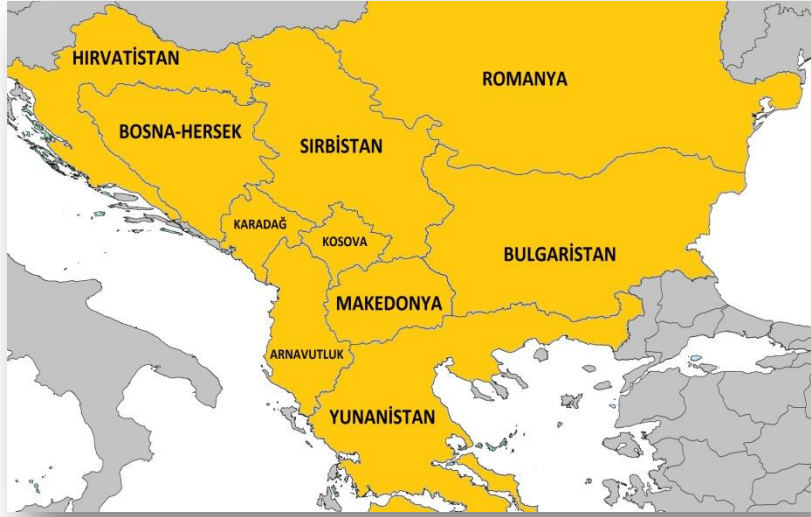 HIRVATİSTAN
ROMANYA
BOSNA-HERSEK
SIRBİSTAN
KARADAĞ
KOSOVA
BULGARİSTAN
MAKEDONYA
ARNAVUTLUK
YUNANİSTAN